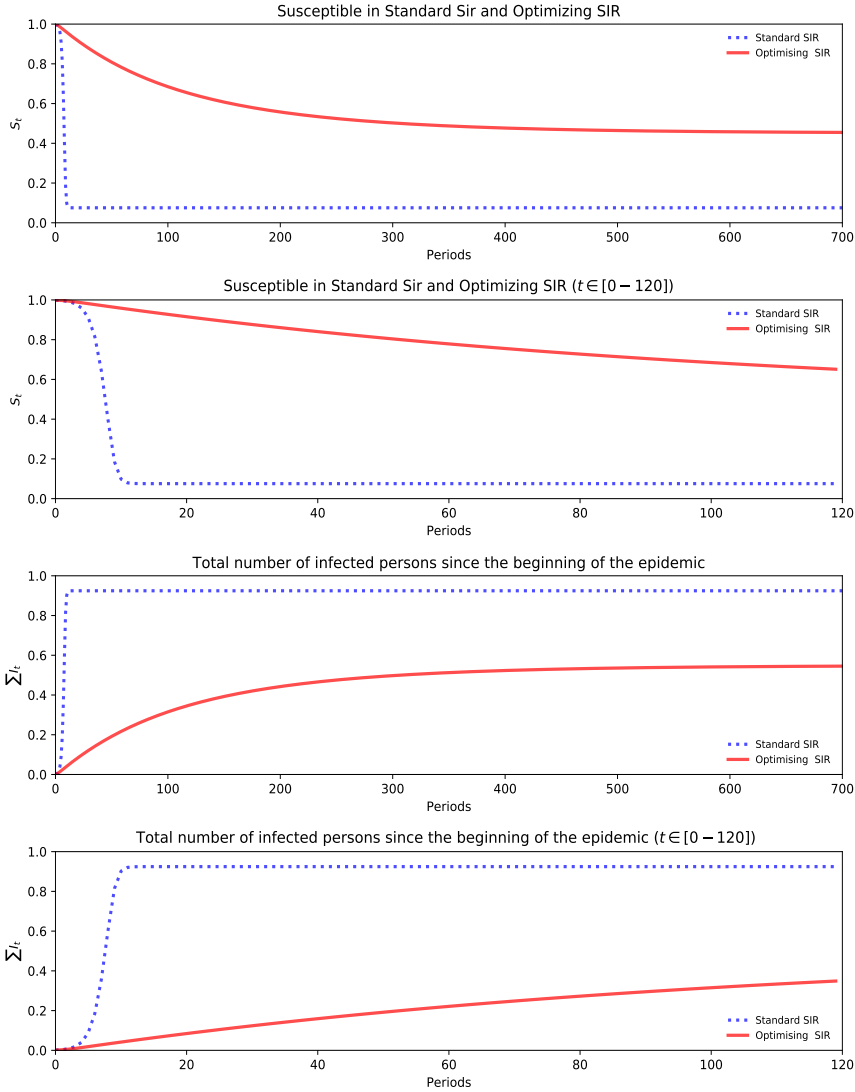 Susceptible in Standard Sir and Optimizing SIR
1.0
0.8
0.6
0.4
0.2
0.0
S_t
Standard SIR
Optimising SIR
0 100 200 300 400 500 600 700
Periods
Susceptible in Standard Sir and Optimizing SIR (t ∈ [0 − 120])
1.0
0.8
0.6
0.4
0.2
0.0
S_t
Standard SIR
Optimising SIR
0 20 40 60 80 100 120
Periods
Total number of infected persons since the beginning of the epidemic
1.0
0.8
0.6
0.4
0.2
0.0
∑I_t
Standard SIR
Optimising SIR
0 100 200 300 400 500 600 700
Periods
Total number of infected persons since the beginning of the epidemic (t ∈ [0 − 120])
1.0
0.8
0.6
0.4
0.2
0.0
∑I_t
Standard SIR
Optimising SIR
0 20 40 60 80 100 120
Periods